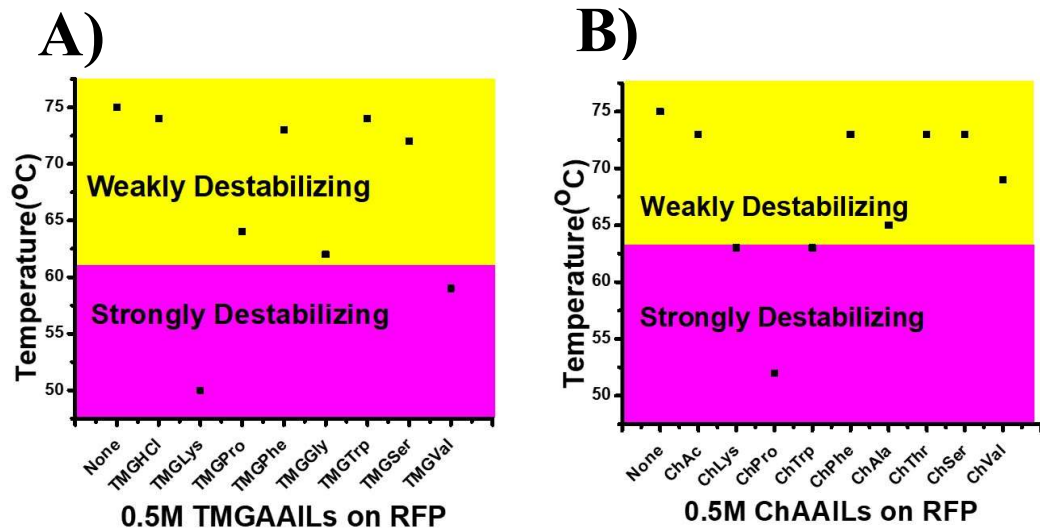 A)
Temperature(°C)
75
70
65
60
55
50
Weakly Destabilizing
Strongly Destabilizing
None
TMGHCl
TMGLys
TMGPro
TMGPhe
TMGGly
TMGTrp
TMGSer
TMGVal
0.5M TMGAAILs on RFP
B)
Temperature(°C)
75
70
65
60
55
50
Weakly Destabilizing
Strongly Destabilizing
None
ChAc
ChLys
ChPro
ChTrp
ChPhe
ChAla
ChThr
ChSer
ChVal
0.5M ChAAILs on RFP